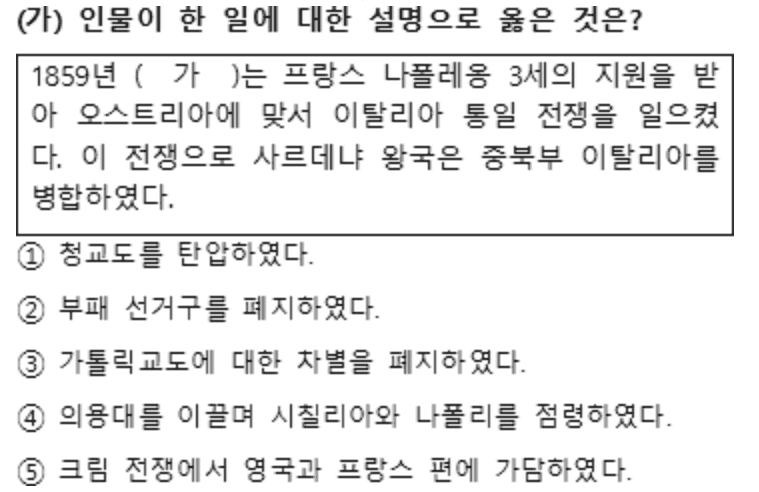 (가) 인물이 한 일에 대한 설명으로 옳은 것은?
1859년 ( 가 )는 프랑스 나폴레옹 3세의 지원을 받
아 오스트리아에 맞서 이탈리아 통일 전쟁을 일으켰
다. 이 전쟁으로 사르데냐 왕국은 중북부 이탈리아를
병합하였다.
① 청교도를 탄압하였다.
② 부패 선거구를 폐지하였다.
③ 가톨릭교도에 대한 차별을 폐지하였다.
④ 의용대를 이끌며 시칠리아와 나폴리를 점령하였다.
⑤ 크림 전쟁에서 영국과 프랑스 편에 가담하였다.